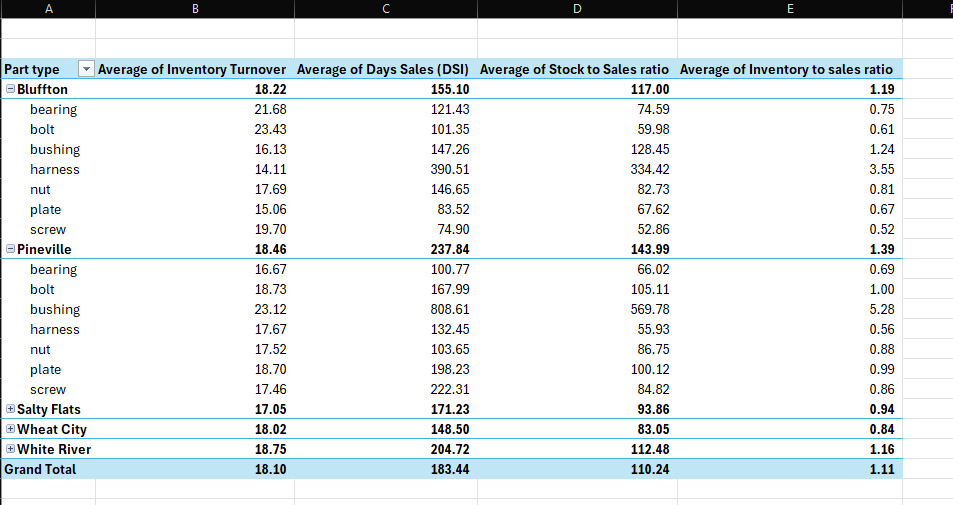 A B C D E
Part type Average of Inventory Turnover Average of Days Sales (DSI) Average of Stock to Sales ratio Average of Inventory to sales ratio
Bluffton 18.22 155.10 117.00 1.19
bearing 21.68 121.43 74.59 0.75
bolt 23.43 101.35 59.98 0.61
bushing 16.13 147.26 128.45 1.24
harness 14.11 390.51 334.42 3.55
nut 17.69 146.65 82.73 0.81
plate 15.06 83.52 67.62 0.67
screw 19.70 74.90 52.86 0.52
Pineville 18.46 237.84 143.99 1.39
bearing 16.67 100.77 66.02 0.69
bolt 18.73 167.99 105.11 1.00
bushing 23.12 808.61 569.78 5.28
harness 17.67 132.45 55.93 0.56
nut 17.52 103.65 86.75 0.88
plate 18.70 198.23 100.12 0.99
screw 17.46 222.31 84.82 0.86
Salty Flats 17.05 171.23 93.86 0.94
Wheat City 18.02 148.50 83.05 0.84
White River 18.75 204.72 112.48 1.16
Grand Total 18.10 183.44 110.24 1.11